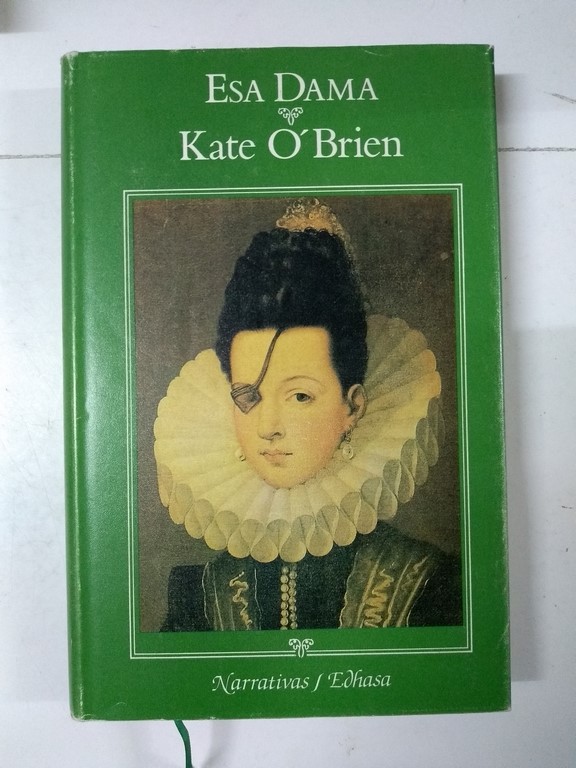 Esa Dama
Kate O´Brien
Narrativas / Edhasa